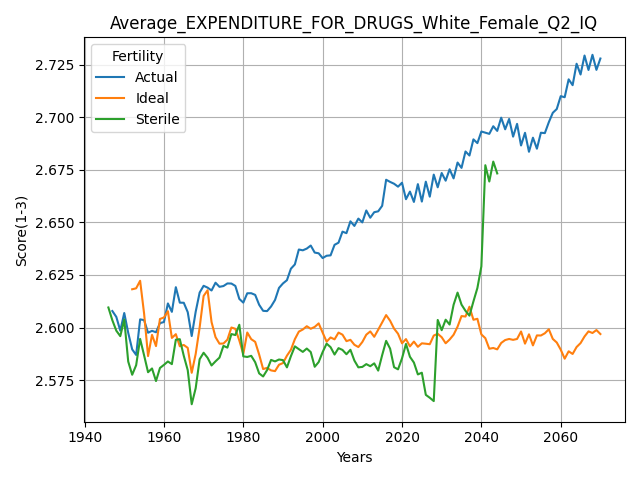 Average_EXPENDITURE_FOR_DRUGS_White_Female_Q2_IQ
Fertility
Actual
Ideal
Sterile
Score(1-3)
2.725
2.700
2.675
2.650
2.625
2.600
2.575
1940
1960
1980
2000
2020
2040
2060
Years